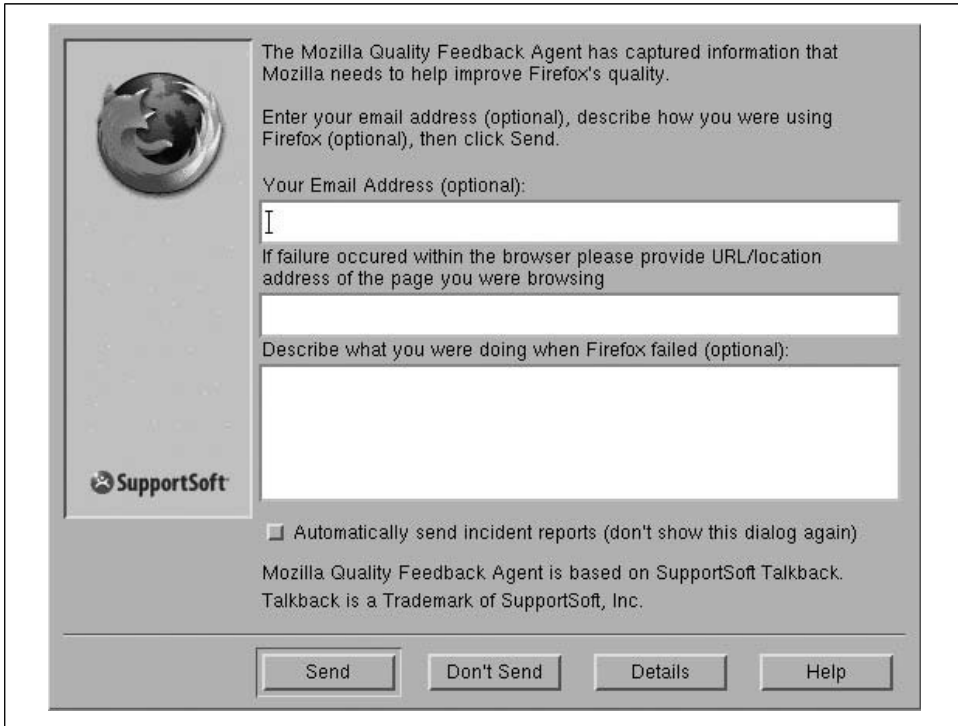 The Mozilla Quality Feedback Agent has captured information that
Mozilla needs to help improve Firefox's quality.
Enter your email address (optional), describe how you were using
Firefox (optional), then click Send.
Your Email Address (optional):
If failure occured within the browser please provide URL/location
address of the page you were browsing
Describe what you were doing when Firefox failed (optional):
SupportSoft
Automatically send incident reports (don't show this dialog again)
Mozilla Quality Feedback Agent is based on SupportSoft Talkback.
Talkback is a Trademark of SupportSoft, Inc.
Send
Don't Send
Details
Help